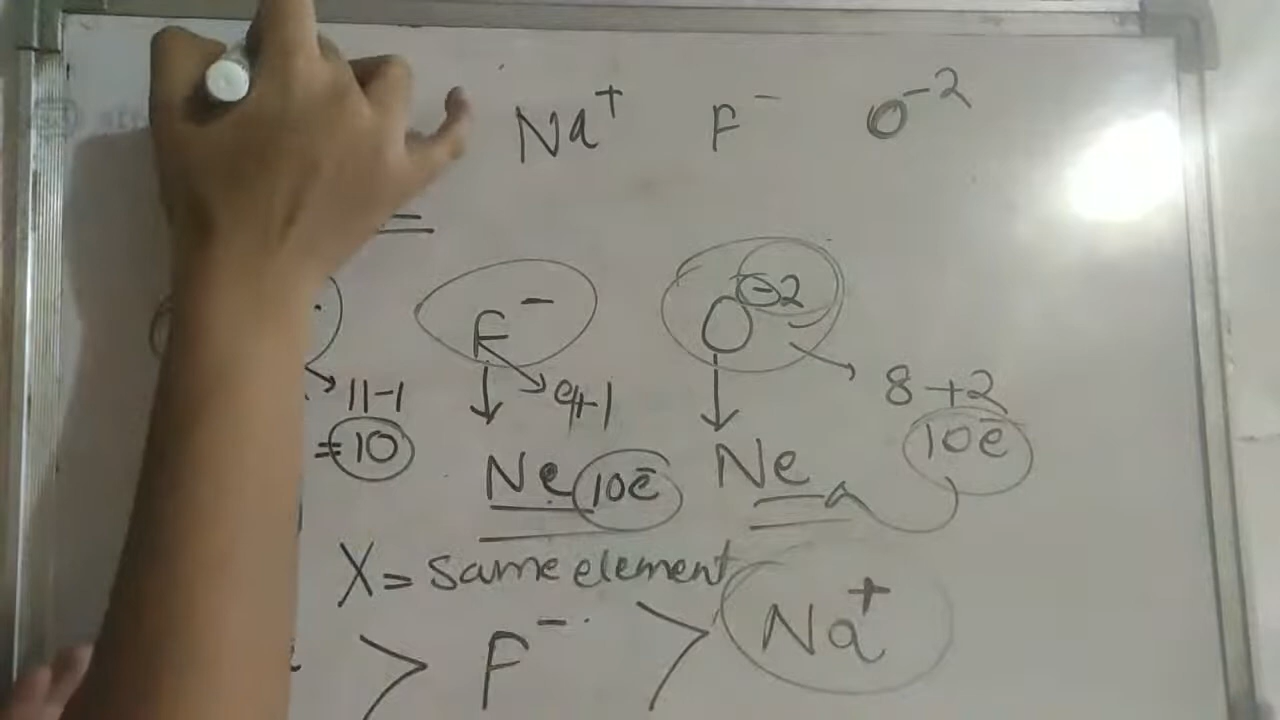 Na⁺ F⁻ O⁻²
F⁻ O⁻²
11-1 9+1 8+2
=10 Ne 10e⁻ Ne 10e⁻
X= same element
> F⁻ > Na⁺